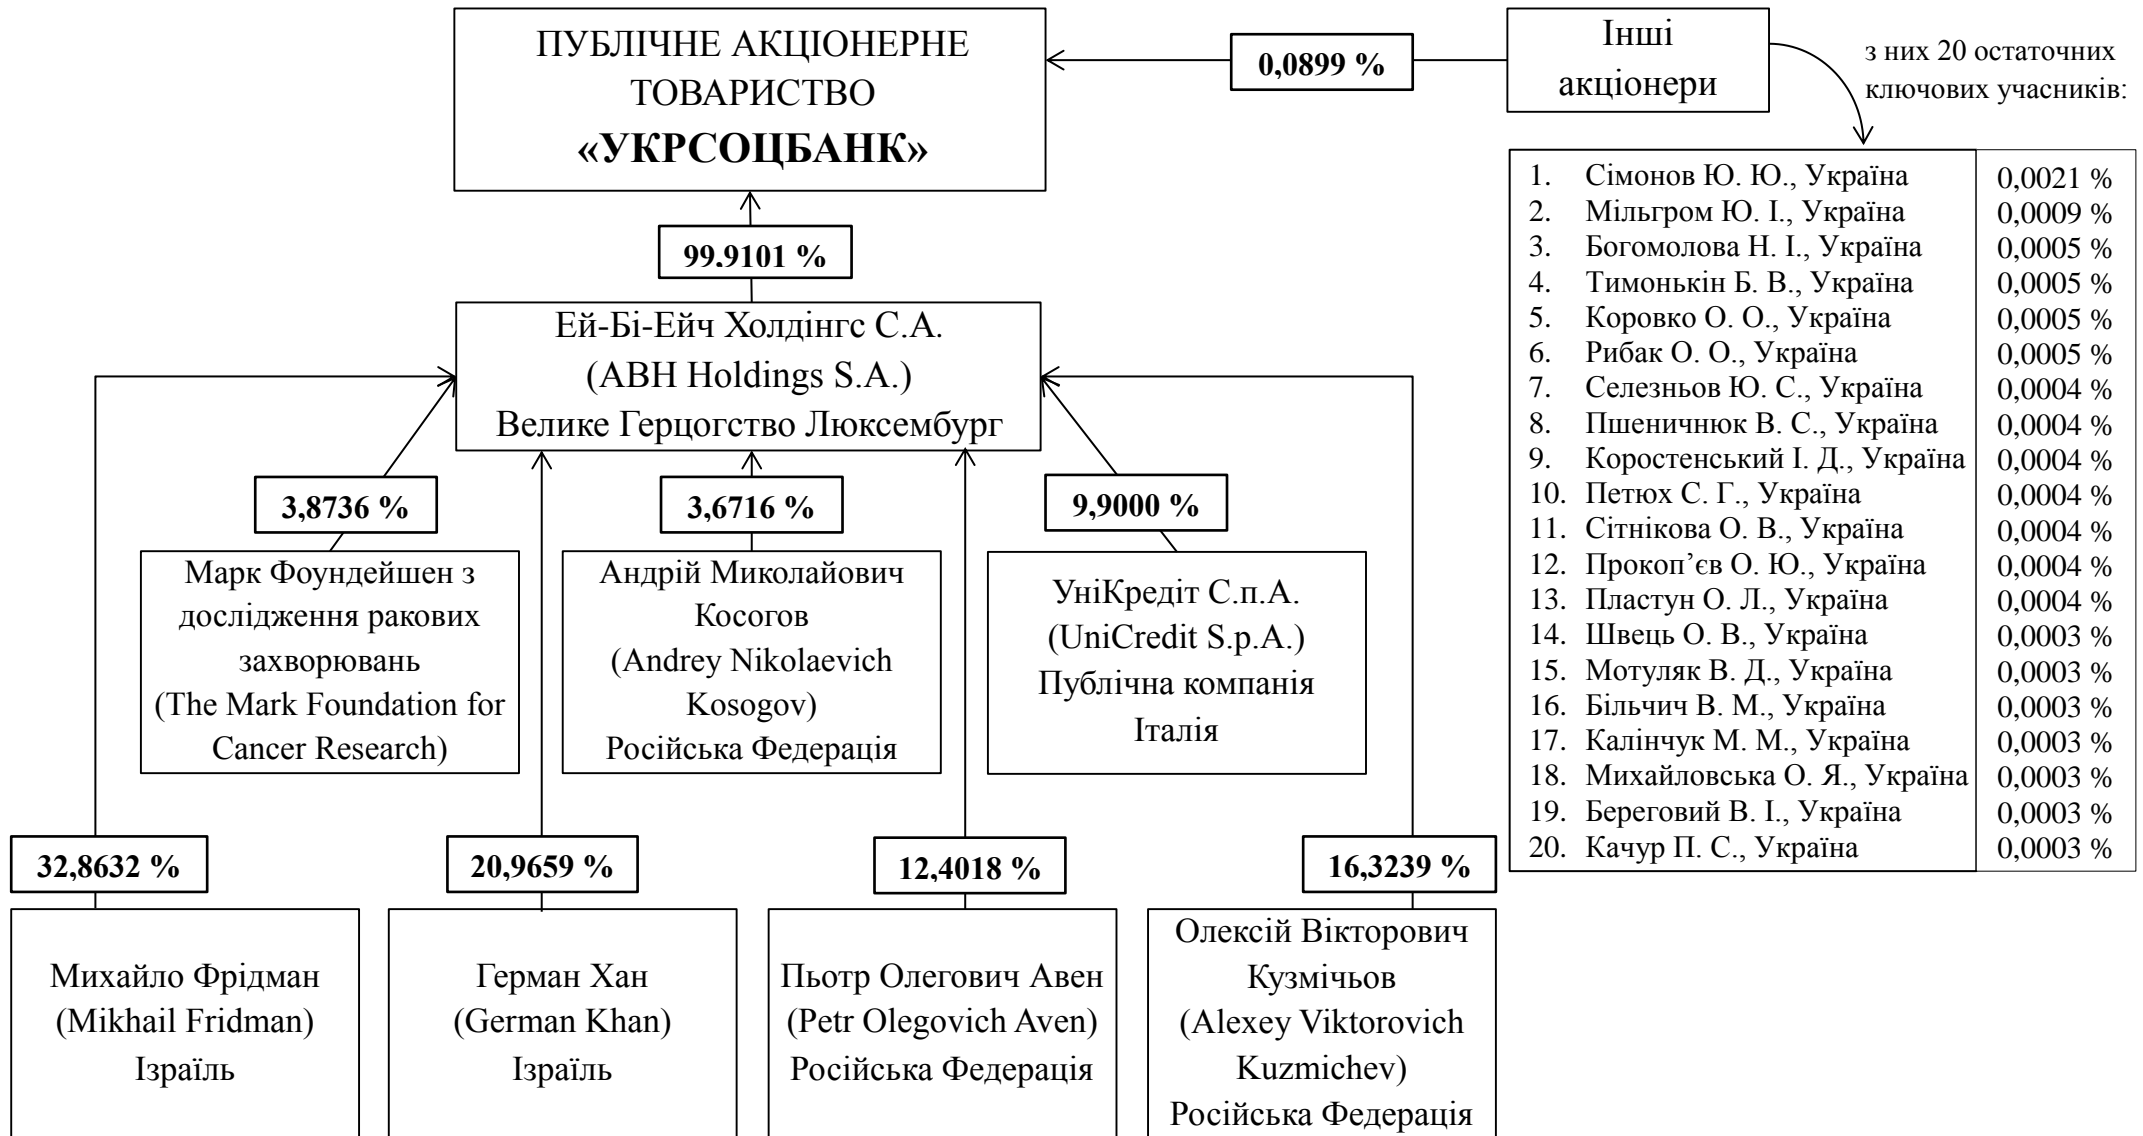 ПУБЛІЧНЕ АКЦІОНЕРНЕ
ТОВАРИСТВО
«УКРСОЦБАНК»
0,0899 %
Інші
акціонери
з них 20 остаточних
ключових учасників:
1. Сімонов Ю. Ю., Україна 0,0021 %
2. Мільгром Ю. І., Україна 0,0009 %
3. Богомолова Н. І., Україна 0,0005 %
4. Тимонькін Б. В., Україна 0,0005 %
5. Коровко О. О., Україна 0,0005 %
6. Рибак О. О., Україна 0,0005 %
7. Селезньов Ю. С., Україна 0,0004 %
8. Пшеничнюк В. С., Україна 0,0004 %
9. Коростенський І. Д., Україна 0,0004 %
10. Петюх С. Г., Україна 0,0004 %
11. Сітнікова О. В., Україна 0,0004 %
12. Прокоп’єв О. Ю., Україна 0,0004 %
13. Пластун О. Л., Україна 0,0004 %
14. Швець О. В., Україна 0,0003 %
15. Мотуляк В. Д., Україна 0,0003 %
16. Більчич В. М., Україна 0,0003 %
17. Калінчук М. М., Україна 0,0003 %
18. Михайловська О. Я., Україна 0,0003 %
19. Береговий В. І., Україна 0,0003 %
20. Качур П. С., Україна 0,0003 %
99,9101 %
Ей-Бі-Ейч Холдінгс С.А.
(ABH Holdings S.A.)
Велике Герцогство Люксембург
3,8736 %
3,6716 %
9,9000 %
Марк Фоундейшен з
дослідження ракових
захворювань
(The Mark Foundation for
Cancer Research)
Андрій Миколайович
Косогов
(Andrey Nikolaevich
Kosogov)
Російська Федерація
УніКредіт С.п.А.
(UniCredit S.p.A.)
Публічна компанія
Італія
32,8632 %
20,9659 %
12,4018 %
16,3239 %
Михайло Фрідман
(Mikhail Fridman)
Ізраїль
Герман Хан
(German Khan)
Ізраїль
Пьотр Олегович Авен
(Petr Olegovich Aven)
Російська Федерація
Олексій Вікторович
Кузмічьов
(Alexey Viktorovich
Kuzmichev)
Російська Федерація